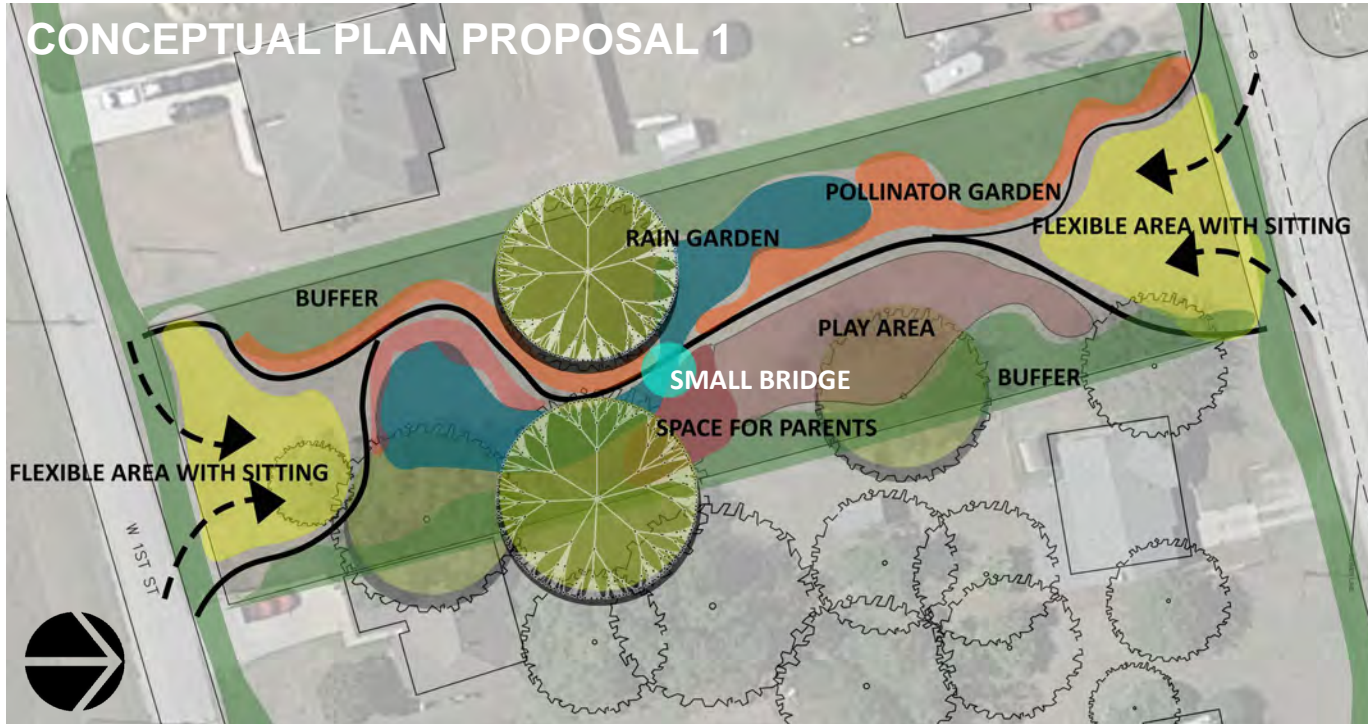 CONCEPTUAL PLAN PROPOSAL 1
POLLINATOR GARDEN
FLEXIBLE AREA WITH SITTING
RAIN GARDEN
BUFFER
PLAY AREA
SMALL BRIDGE
BUFFER
SPACE FOR PARENTS
FLEXIBLE AREA WITH SITTING
W 1ST ST